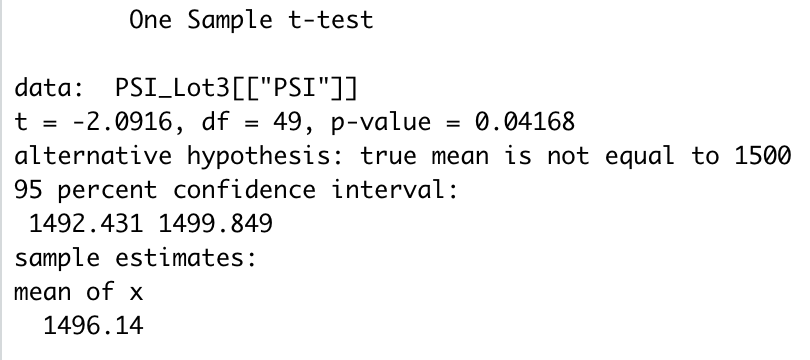 One Sample t-test
data:  PSI_Lot3[["PSI"]]
t = -2.0916, df = 49, p-value = 0.04168
alternative hypothesis: true mean is not equal to 1500
95 percent confidence interval:
 1492.431 1499.849
sample estimates:
mean of x
  1496.14